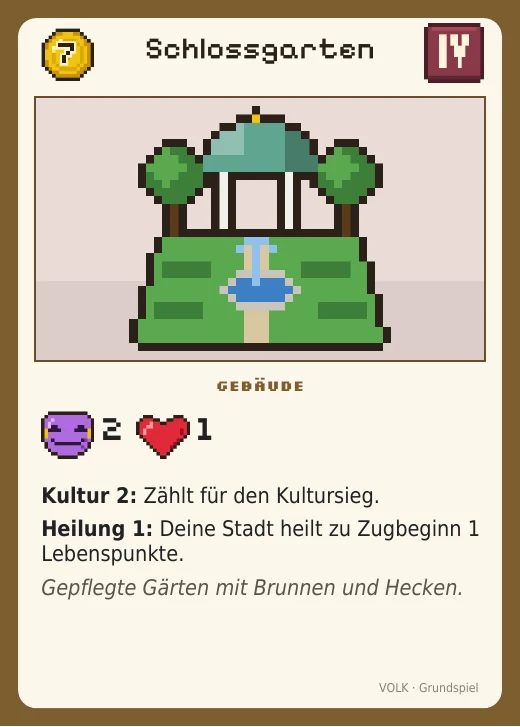 7
Schlossgarten
IV
GEBÄUDE
2 1
Kultur 2: Zählt für den Kultursieg.
Heilung 1: Deine Stadt heilt zu Zugbeginn 1
Lebenspunkte.
Gepflegte Gärten mit Brunnen und Hecken.
VOLK · Grundspiel